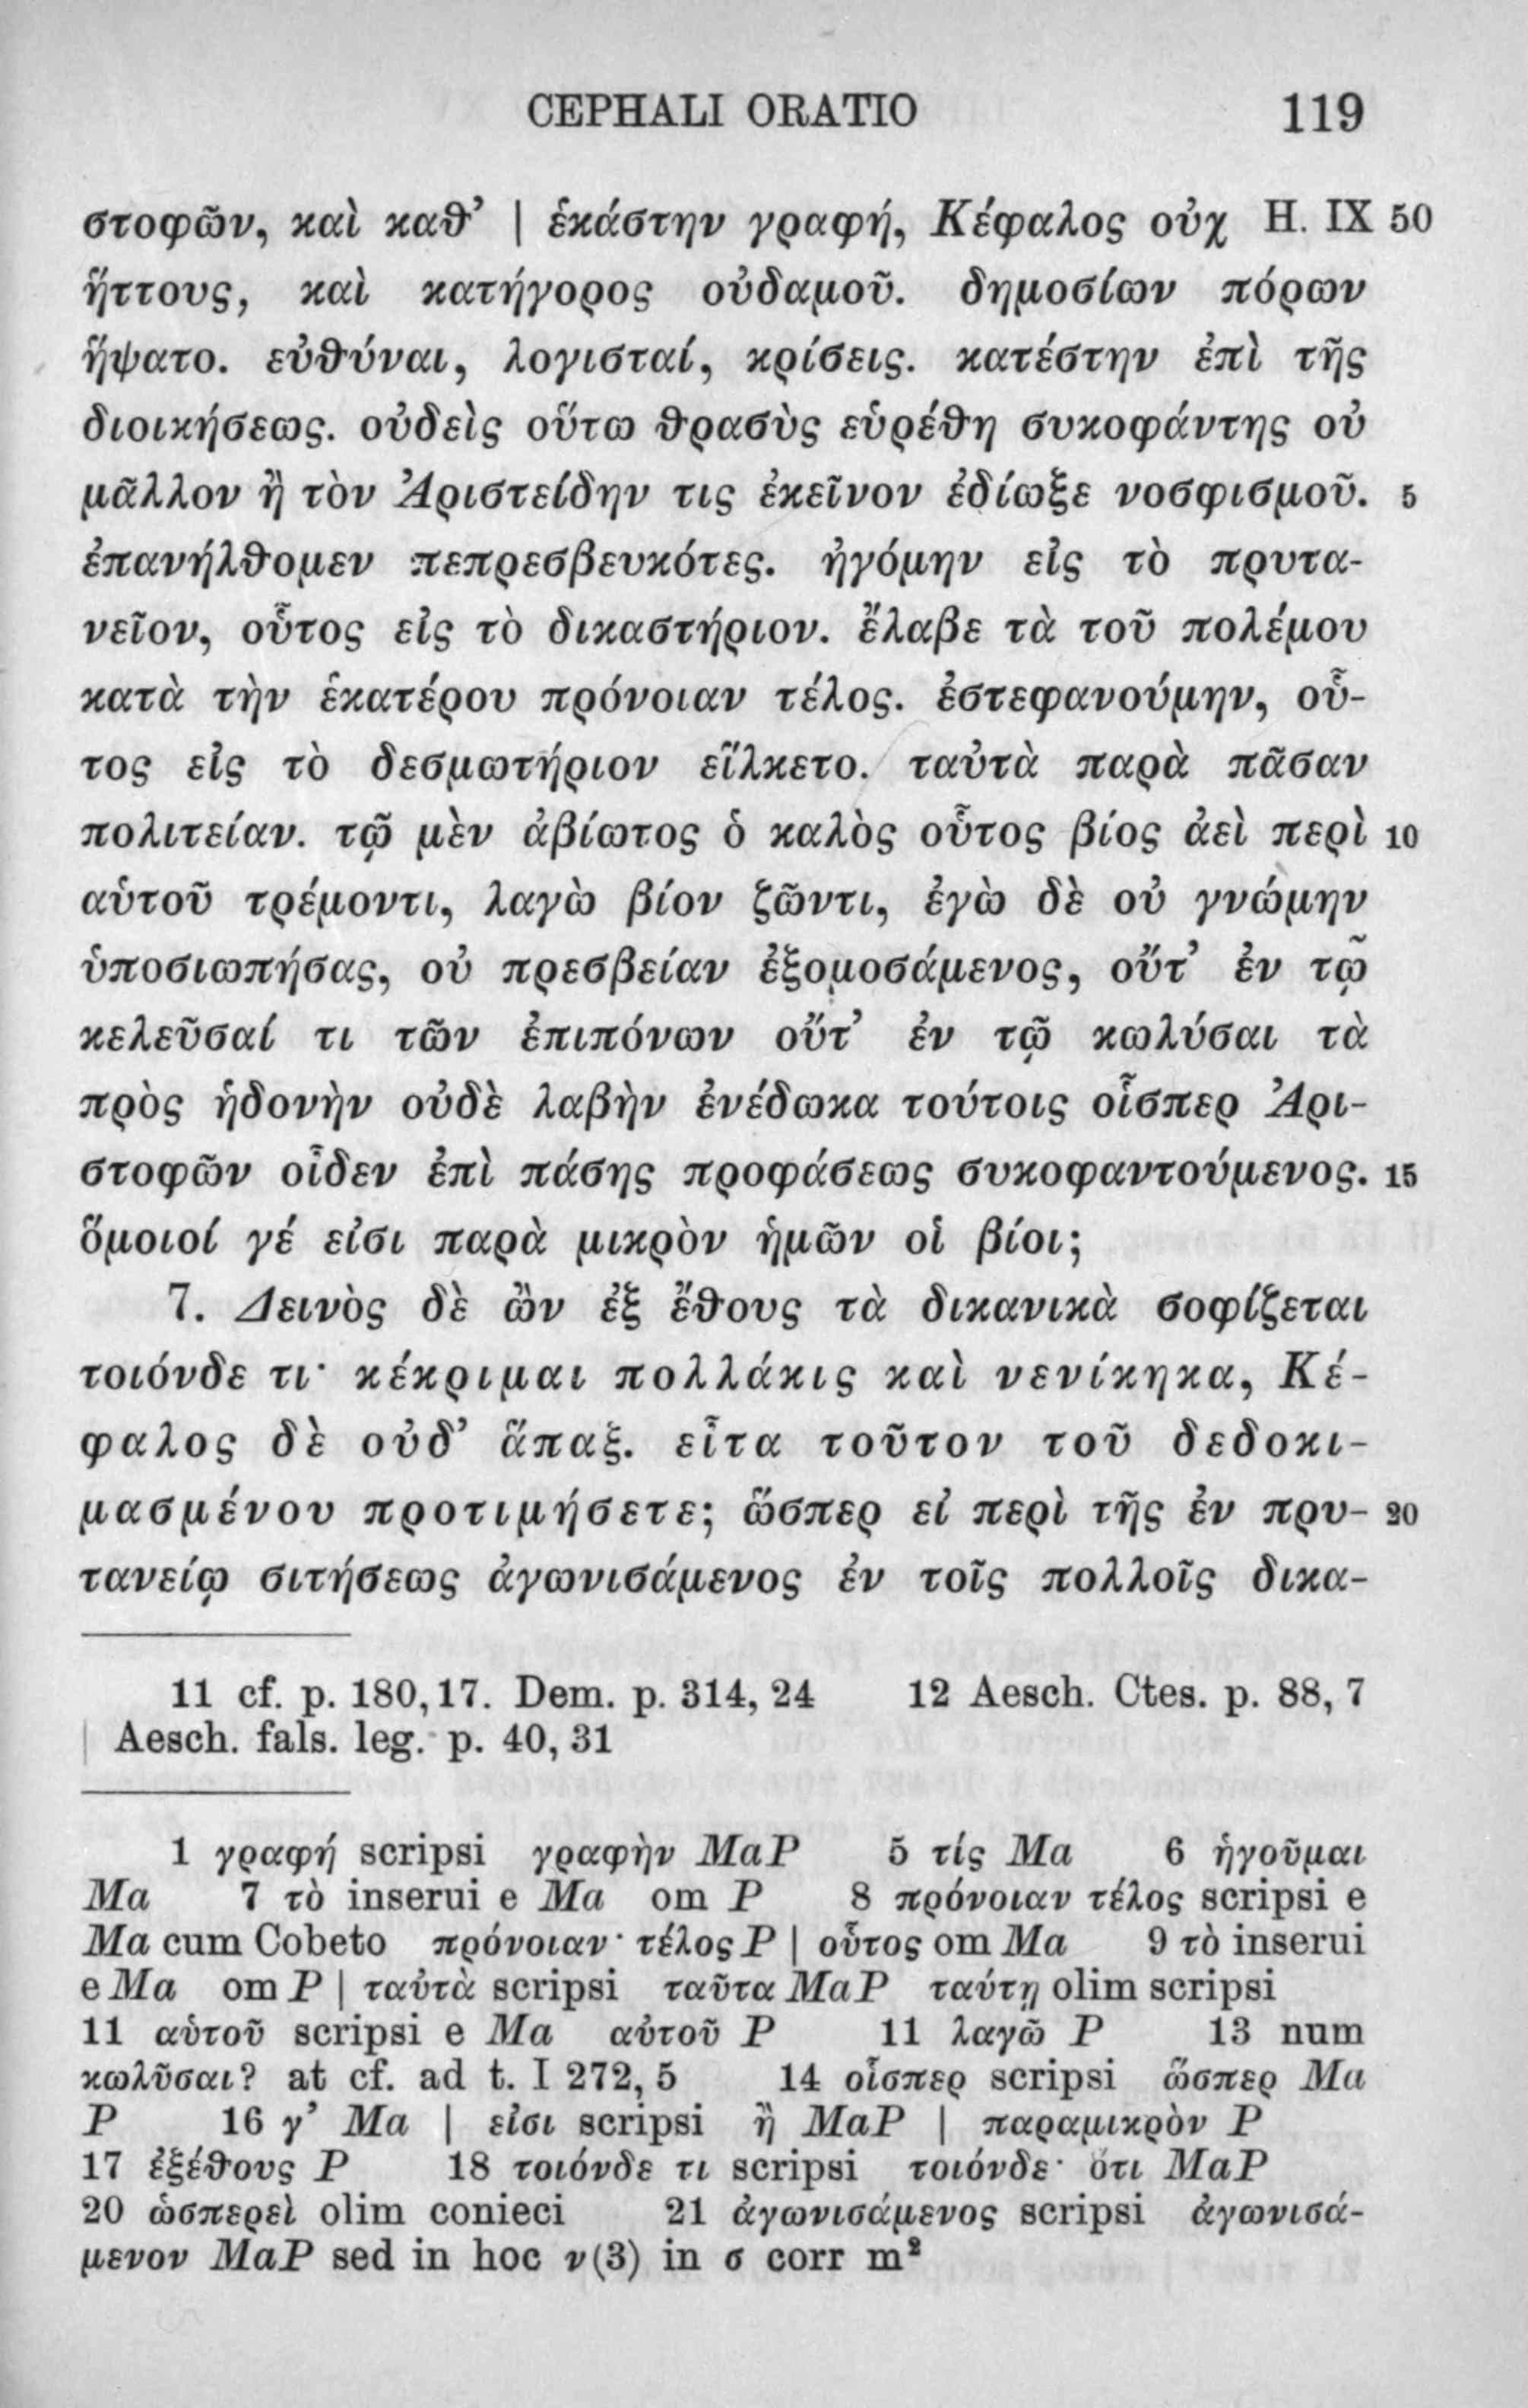 CEPHALI ORATIO 119
στοφῶν, καὶ καθ’ | ἑκάστην γραφή, Κέφαλος οὐχ H. IX 50
ἥττους, καὶ κατήγορος οὐδαμοῦ. δημοσίων πόρων
ἥψατο. εὐθύναι, λογισταί, κρίσεις. κατέστην ἐπὶ τῆς
διοικήσεως. οὐδεὶς οὕτω θρασὺς εὑρέθη συκοφάντης οὐ
μᾶλλον ἢ τὸν Ἀριστείδην τις ἐκεῖνον ἐδίωξε νοσφισμοῦ. 5
ἐπανήλθομεν πεπρεσβευκότες. ἠγόμην εἰς τὸ πρυτα-
νεῖον, οὗτος εἰς τὸ δικαστήριον. ἔλαβε τὰ τοῦ πολέμου
κατὰ τὴν ἑκατέρου πρόνοιαν τέλος. ἐστεφανούμην, οὗ-
τος εἰς τὸ δεσμωτήριον εἵλκετο. ταὐτὰ παρὰ πᾶσαν
πολιτείαν. τῷ μὲν ἀβίωτος ὁ καλὸς οὗτος βίος ἀεὶ περὶ 10
αὑτοῦ τρέμοντι, λαγὼ βίον ζῶντι, ἐγὼ δὲ οὐ γνώμην
ὑποσιωπήσας, οὐ πρεσβείαν ἐξομοσάμενος, οὔτ’ ἐν τῷ
κελεῦσαί τι τῶν ἐπιπόνων οὔτ’ ἐν τῷ κωλύσαι τὰ
πρὸς ἡδονὴν οὐδὲ λαβὴν ἐνέδωκα τούτοις οἷσπερ Ἀρι-
στοφῶν οἶδεν ἐπὶ πάσης προφάσεως συκοφαντούμενος. 15
ὅμοιοί γέ εἰσι παρὰ μικρὸν ἡμῶν οἱ βίοι;
7. Δεινὸς δὲ ὢν ἐξ ἔθους τὰ δικανικὰ σοφίζεται
τοιόνδε τι· κέκριμαι πολλάκις καὶ νενίκηκα, Κέ-
φαλος δὲ οὐδ’ ἅπαξ. εἶτα τοῦτον τοῦ δεδοκι-
μασμένου προτιμήσετε; ὥσπερ εἰ περὶ τῆς ἐν πρυ- 20
τανείῳ σιτήσεως ἀγωνισάμενος ἐν τοῖς πολλοῖς δικα-
11 cf. p. 180, 17. Dem. p. 314, 24 12 Aesch. Ctes. p. 88, 7
| Aesch. fals. leg. p. 40, 31
1 γραφή scripsi γραφὴν MaP 5 τίς Ma 6 ἡγοῦμαι
Ma 7 τὸ inserui e Ma om P 8 πρόνοιαν τέλος scripsi e
Ma cum Cobeto πρόνοιαν· τέλος P | οὗτος om Ma 9 τὸ inserui
e Ma om P | ταὐτὰ scripsi ταῦτα MaP ταύτῃ olim scripsi
11 αὑτοῦ scripsi e Ma αὐτοῦ P 11 λαγῶ P 13 num
κωλῦσαι? at cf. ad t. I 272, 5 14 οἷσπερ scripsi ὥσπερ Ma
P 16 γ’ Ma | εἰσι scripsi ἢ MaP | παραμικρὸν P
17 ἐξέθους P 18 τοιόνδε τι scripsi τοιόνδε· ὅτι MaP
20 ὡσπερεὶ olim conieci 21 ἀγωνισάμενος scripsi ἀγωνισά-
μενον MaP sed in hoc ν(3) in σ corr m²